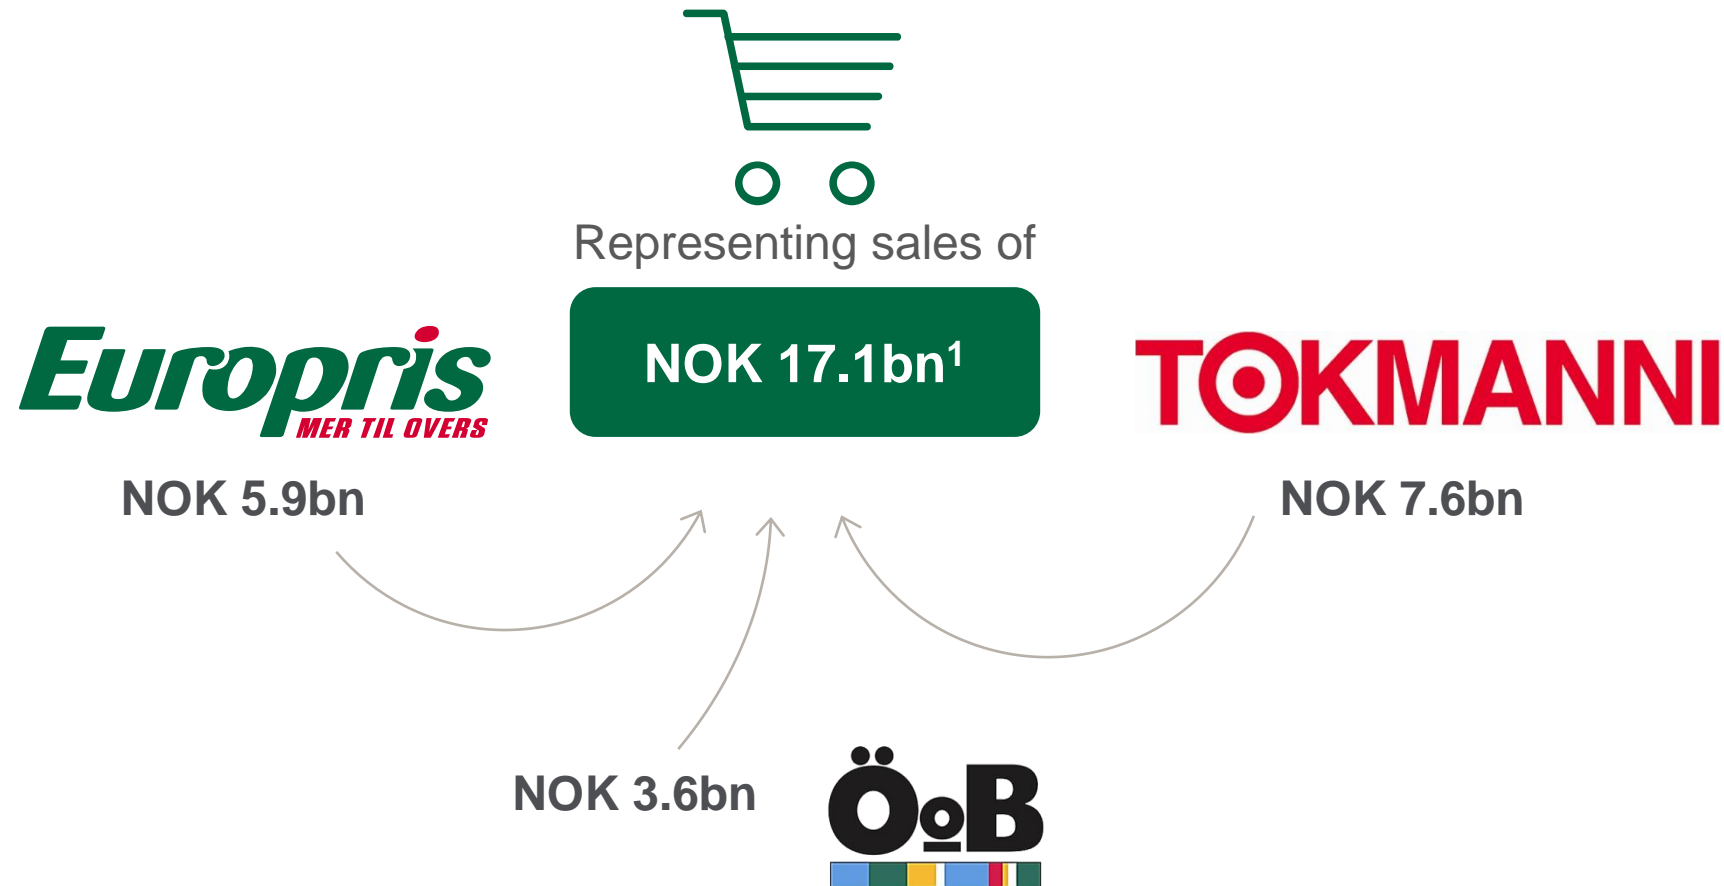 Representing sales of
NOK 17.1bn¹
Europris
MER TIL OVERS
NOK 5.9bn
TOKMANNI
NOK 7.6bn
NOK 3.6bn
ÖoB